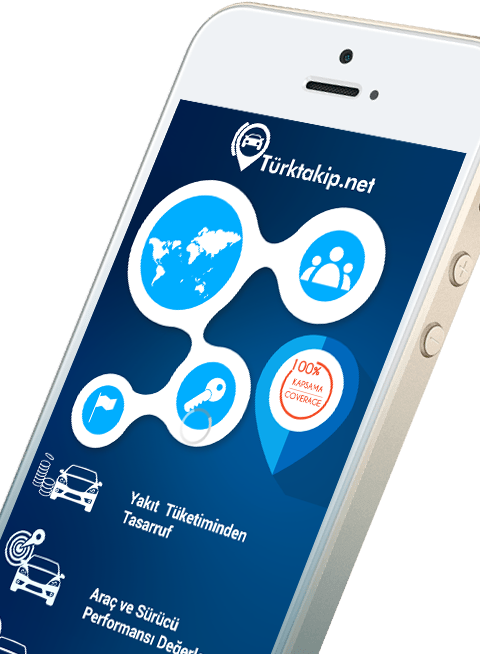 Türktakip.net
100%
KAPSAMA
COVERAGE
Yakıt Tüketiminden
Tasarruf
Araç ve Sürücü
Performansı